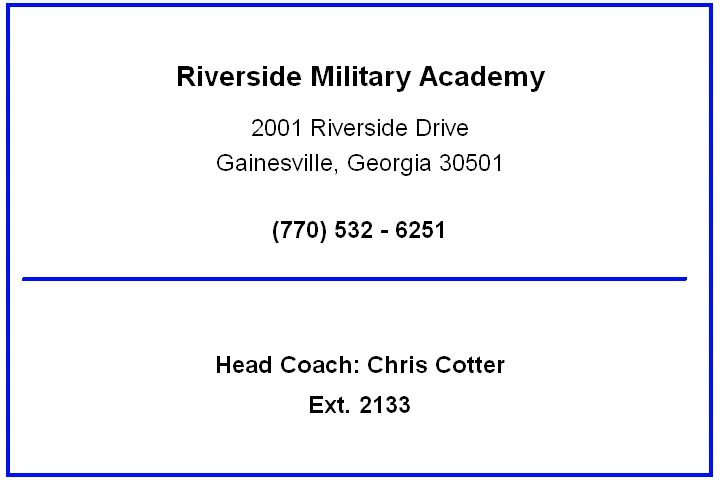 Riverside Military Academy
2001 Riverside Drive
Gainesville, Georgia 30501
(770) 532 - 6251
Head Coach: Chris Cotter
Ext. 2133